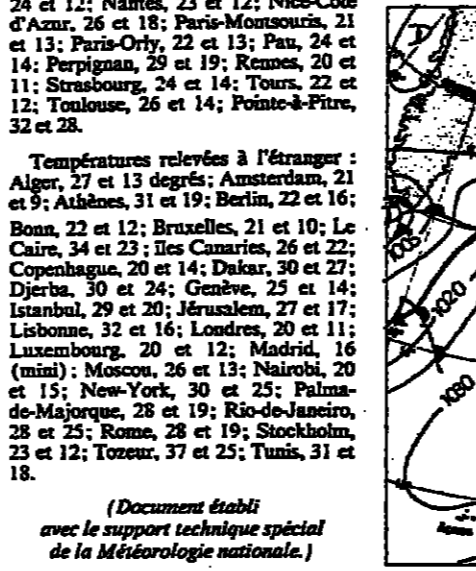 24 et 12; Nantes, 23 et 12; Nice-Côte
d'Azur, 26 et 18; Paris-Montsouris, 21
et 13; Paris-Orly, 22 et 13; Pau, 24 et
14; Perpignan, 29 et 19; Rennes, 20 et
11; Strasbourg, 24 et 14; Tours, 22 et
12; Toulouse, 26 et 14; Pointe-à-Pitre,
32 et 28.
Températures relevées à l'étranger :
Alger, 27 et 13 degrés; Amsterdam, 21
et 9; Athènes, 31 et 19; Berlin, 22 et 16;
Bonn, 22 et 12; Bruxelles, 21 et 10; Le
Caire, 34 et 23; Iles Canaries, 26 et 22;
Copenhague, 20 et 14; Dakar, 30 et 27;
Djerba, 30 et 24; Genève, 25 et 14;
Istanbul, 29 et 20; Jérusalem, 27 et 17;
Lisbonne, 32 et 16; Londres, 20 et 11;
Luxembourg, 20 et 12; Madrid, 16
(mini); Moscou, 26 et 13; Nairobi, 20
et 15; New-York, 30 et 25; Palma-
de-Majorque, 28 et 19; Rio-de-Janeiro,
28 et 25; Rome, 28 et 19; Stockholm,
23 et 12; Tozeur, 37 et 25; Tunis, 31 et
18.
(Document établi
avec le support technique spécial
de la Météorologie nationale.)
D
1005
1020
1030